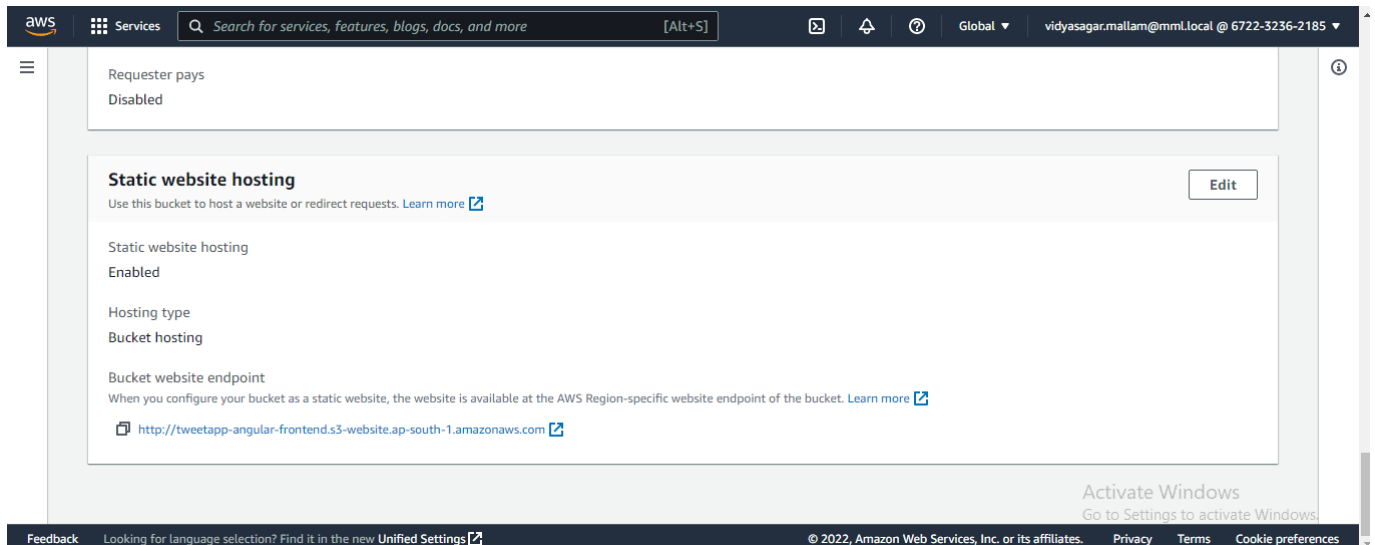 aws Services Search for services, features, blogs, docs, and more [Alt+S] Global vidyasagar.mallam@mml.local @ 6722-3236-2185
Requester pays
Disabled
Static website hosting
Edit
Use this bucket to host a website or redirect requests. Learn more
Static website hosting
Enabled
Hosting type
Bucket hosting
Bucket website endpoint
When you configure your bucket as a static website, the website is available at the AWS Region-specific website endpoint of the bucket. Learn more
http://tweetapp-angular-frontend.s3-website.ap-south-1.amazonaws.com
Activate Windows
Go to Settings to activate Windows.
Feedback Looking for language selection? Find it in the new Unified Settings © 2022, Amazon Web Services, Inc. or its affiliates. Privacy Terms Cookie preferences